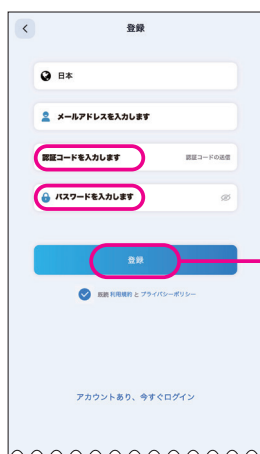 登録
日本
メールアドレスを入力します
認証コードを入力します 認証コードの送信
パスワードを入力します
登録
既読 利用規約 と プライバシーポリシー
アカウントあり、今すぐログイン